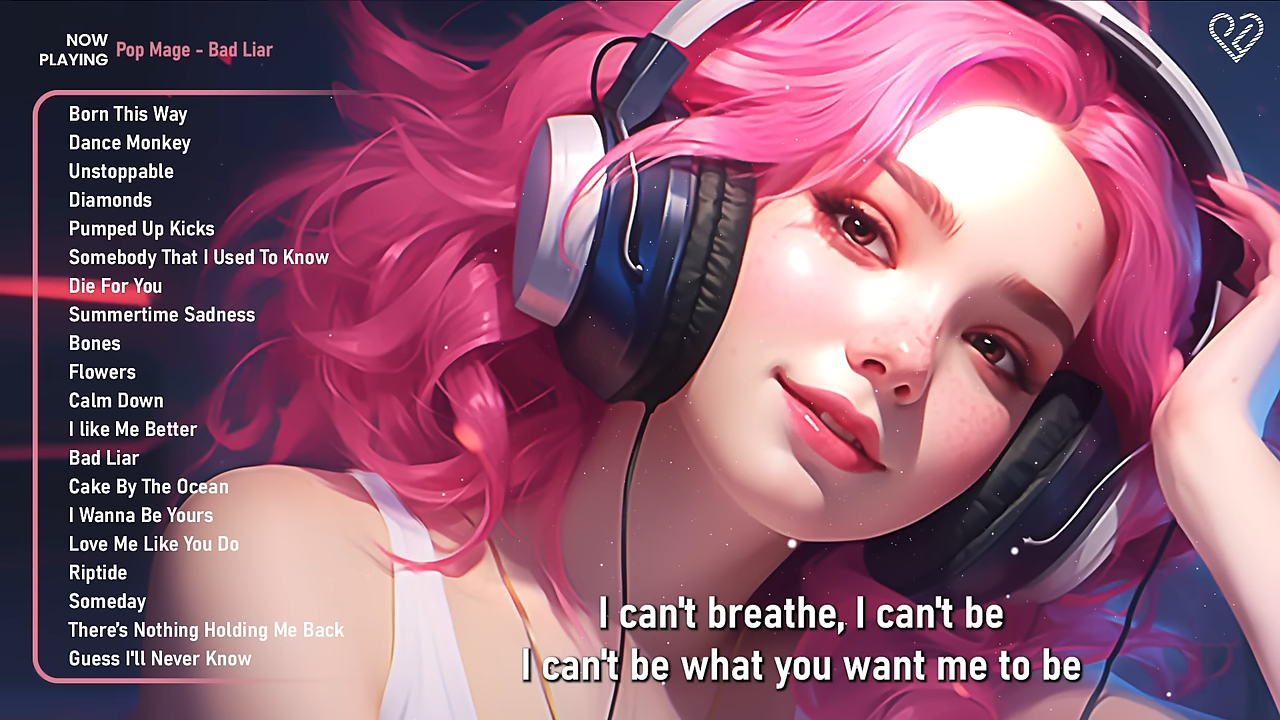 NOW
PLAYING
Pop Mage - Bad Liar
Born This Way
Dance Monkey
Unstoppable
Diamonds
Pumped Up Kicks
Somebody That I Used To Know
Die For You
Summertime Sadness
Bones
Flowers
Calm Down
I like Me Better
Bad Liar
Cake By The Ocean
I Wanna Be Yours
Love Me Like You Do
Riptide
Someday
There's Nothing Holding Me Back
Guess I'll Never Know
I can't breathe, I can't be
I can't be what you want me to be